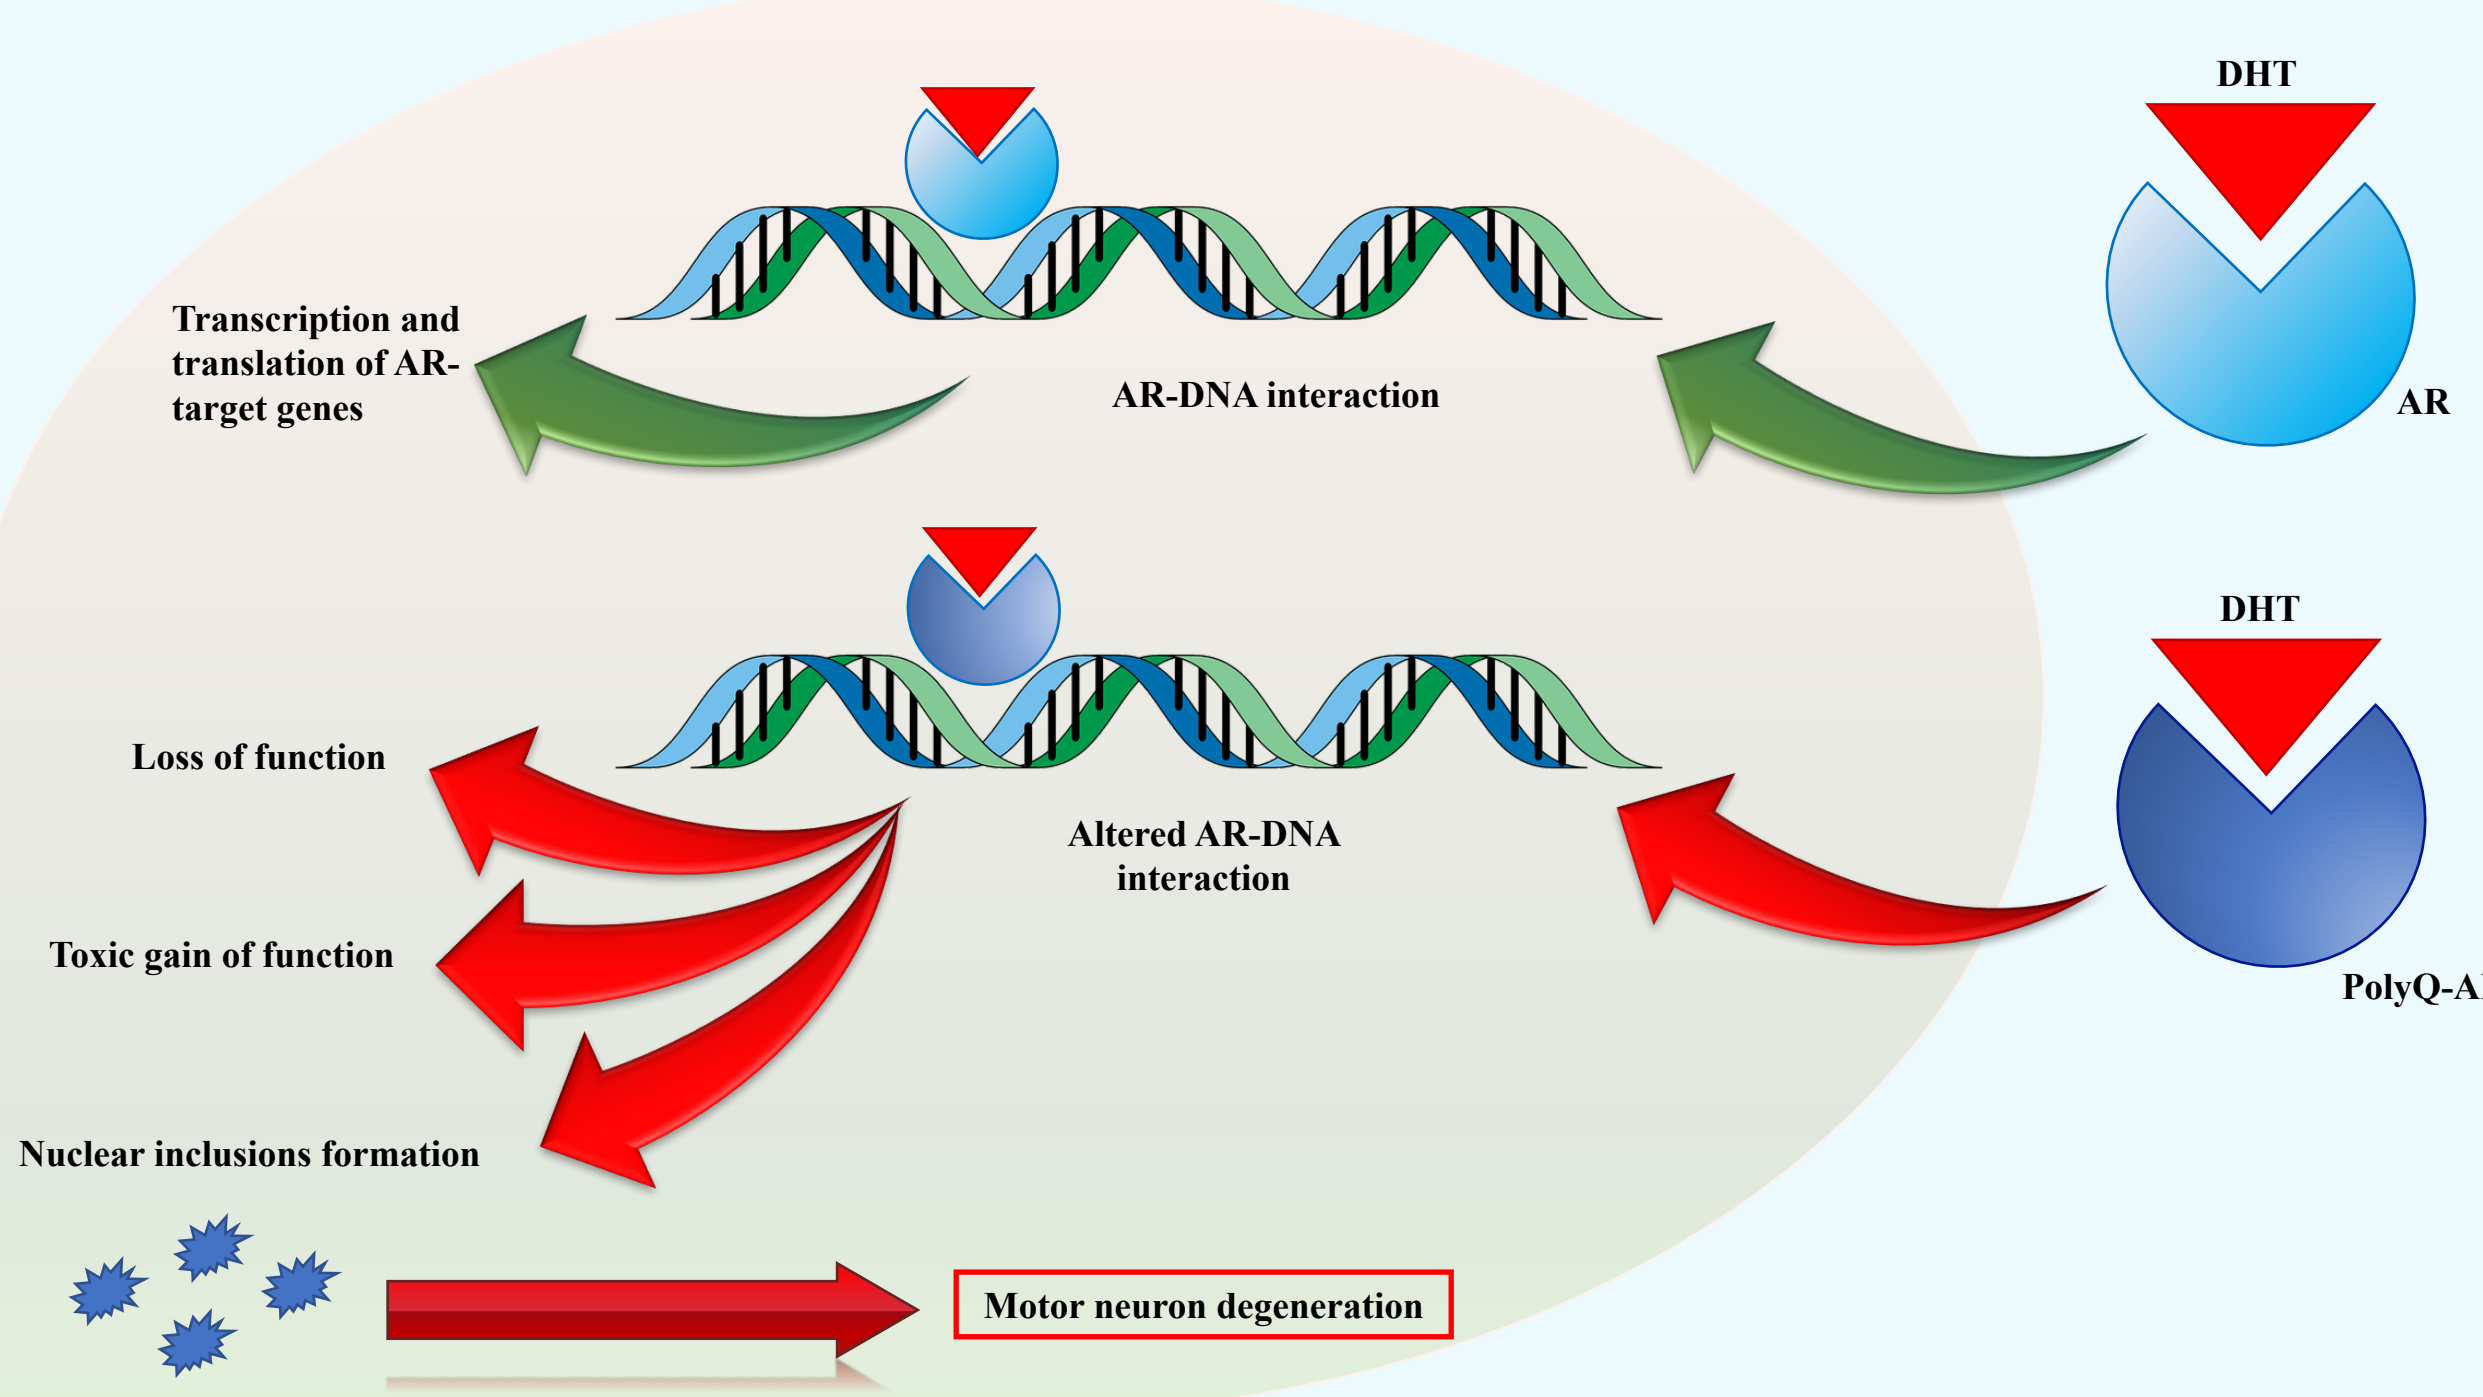 DHT
Transcription and
translation of AR-
target genes
AR-DNA interaction
AR
DHT
Loss of function
Altered AR-DNA
interaction
Toxic gain of function
Nuclear inclusions formation
Motor neuron degeneration